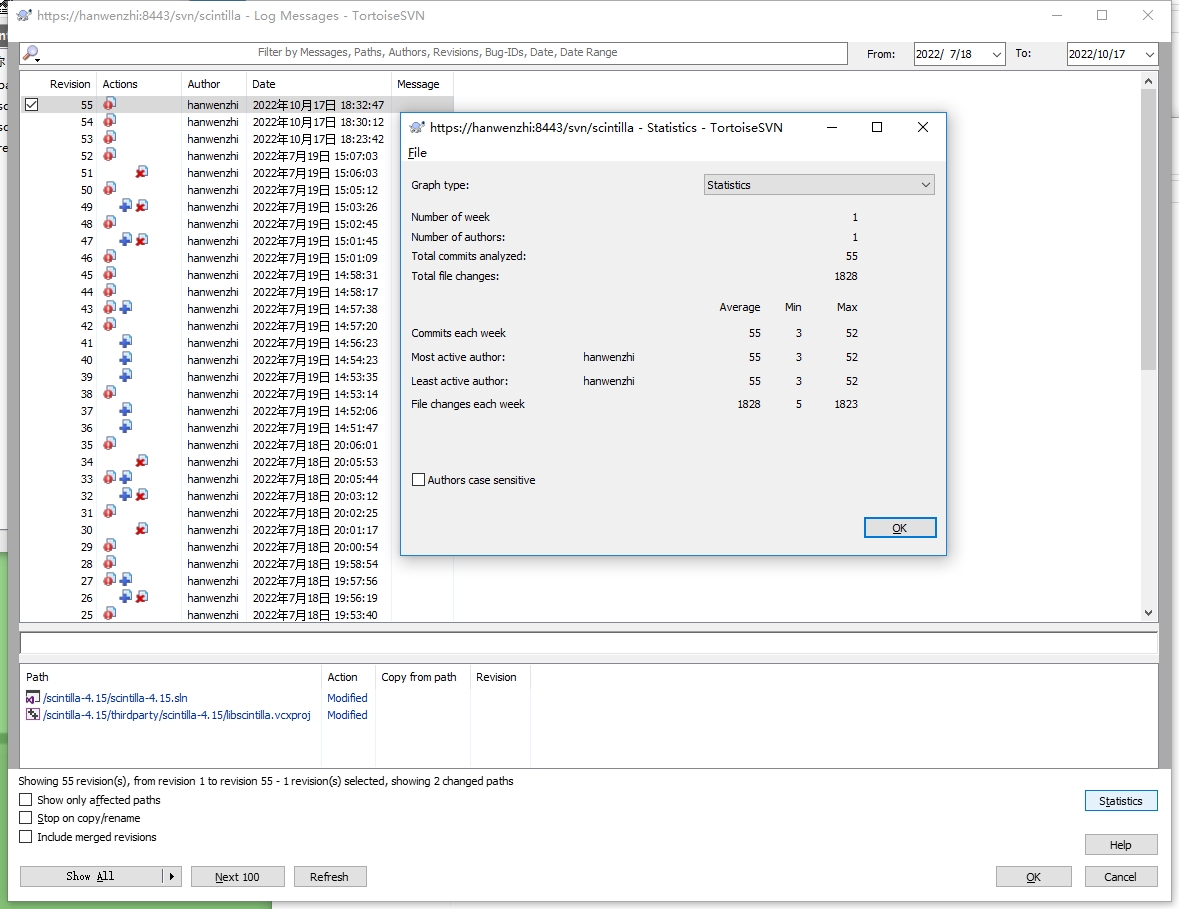 https://hanwenzhi:8443/svn/scintilla - Log Messages - TortoiseSVN
Filter by Messages, Paths, Authors, Revisions, Bug-IDs, Date, Date Range
From: 2022/ 7/18 To: 2022/10/17
Revision Actions Author Date Message
55 hanwenzhi 2022年10月17日 18:32:47
54 hanwenzhi 2022年10月17日 18:30:12
53 hanwenzhi 2022年10月17日 18:23:42
52 hanwenzhi 2022年7月19日 15:07:03
51 hanwenzhi 2022年7月19日 15:06:03
50 hanwenzhi 2022年7月19日 15:05:12
49 hanwenzhi 2022年7月19日 15:03:26
48 hanwenzhi 2022年7月19日 15:02:45
47 hanwenzhi 2022年7月19日 15:01:45
46 hanwenzhi 2022年7月19日 15:01:09
45 hanwenzhi 2022年7月19日 14:58:31
44 hanwenzhi 2022年7月19日 14:58:17
43 hanwenzhi 2022年7月19日 14:57:38
42 hanwenzhi 2022年7月19日 14:57:20
41 hanwenzhi 2022年7月19日 14:56:23
40 hanwenzhi 2022年7月19日 14:54:23
39 hanwenzhi 2022年7月19日 14:53:35
38 hanwenzhi 2022年7月19日 14:53:14
37 hanwenzhi 2022年7月19日 14:52:06
36 hanwenzhi 2022年7月19日 14:51:47
35 hanwenzhi 2022年7月18日 20:06:01
34 hanwenzhi 2022年7月18日 20:05:53
33 hanwenzhi 2022年7月18日 20:05:44
32 hanwenzhi 2022年7月18日 20:03:12
31 hanwenzhi 2022年7月18日 20:02:25
30 hanwenzhi 2022年7月18日 20:01:17
29 hanwenzhi 2022年7月18日 20:00:54
28 hanwenzhi 2022年7月18日 19:58:54
27 hanwenzhi 2022年7月18日 19:57:56
26 hanwenzhi 2022年7月18日 19:56:19
25 hanwenzhi 2022年7月18日 19:53:40
https://hanwenzhi:8443/svn/scintilla - Statistics - TortoiseSVN
File
Graph type: Statistics
Number of week 1
Number of authors: 1
Total commits analyzed: 55
Total file changes: 1828
Average Min Max
Commits each week 55 3 52
Most active author: hanwenzhi 55 3 52
Least active author: hanwenzhi 55 3 52
File changes each week 1828 5 1823
Authors case sensitive
OK
Path Action Copy from path Revision
/scintilla-4.15/scintilla-4.15.sln Modified
/scintilla-4.15/thirdparty/scintilla-4.15/libscintilla.vcxproj Modified
Showing 55 revision(s), from revision 1 to revision 55 - 1 revision(s) selected, showing 2 changed paths
Show only affected paths
Stop on copy/rename
Include merged revisions
Statistics
Help
Show All Next 100 Refresh OK Cancel